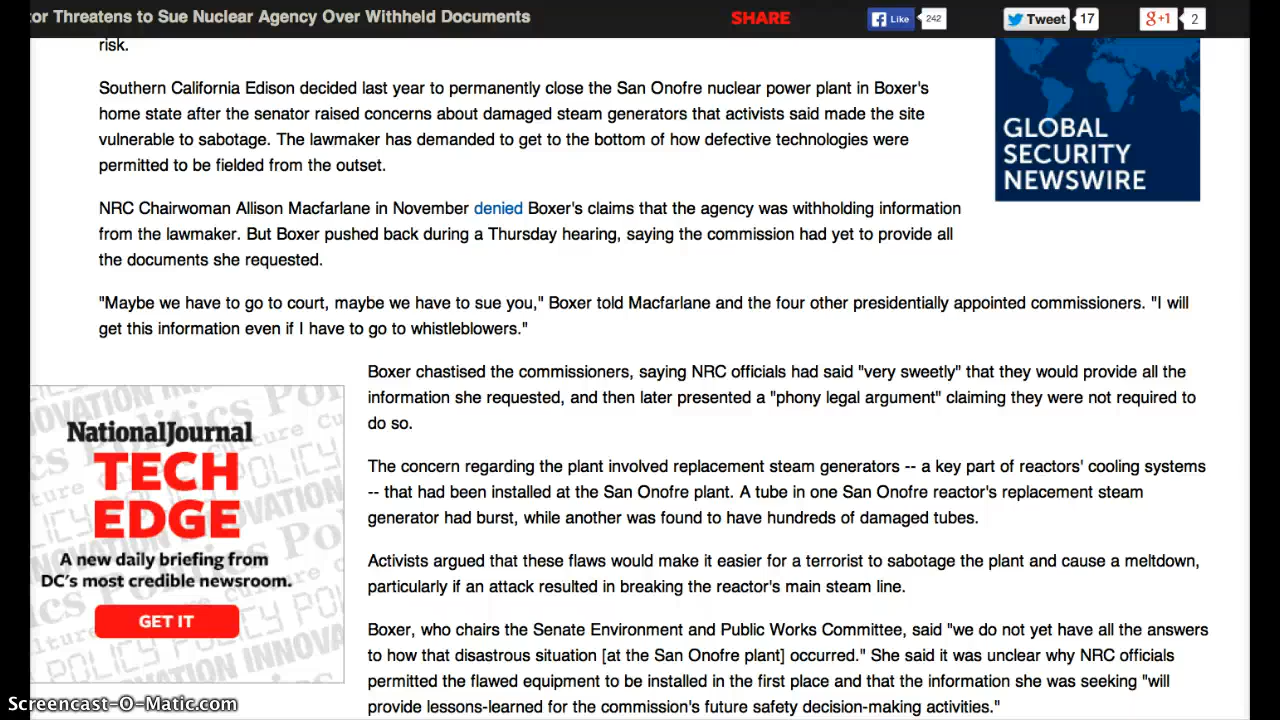 tor Threatens to Sue Nuclear Agency Over Withheld Documents
SHARE
Like
242
Tweet
17
g+1
2
risk.
Southern California Edison decided last year to permanently close the San Onofre nuclear power plant in Boxer's
home state after the senator raised concerns about damaged steam generators that activists said made the site
vulnerable to sabotage. The lawmaker has demanded to get to the bottom of how defective technologies were
permitted to be fielded from the outset.
GLOBAL
SECURITY
NEWSWIRE
NRC Chairwoman Allison Macfarlane in November denied Boxer's claims that the agency was withholding information
from the lawmaker. But Boxer pushed back during a Thursday hearing, saying the commission had yet to provide all
the documents she requested.
"Maybe we have to go to court, maybe we have to sue you," Boxer told Macfarlane and the four other presidentially appointed commissioners. "I will
get this information even if I have to go to whistleblowers."
Boxer chastised the commissioners, saying NRC officials had said "very sweetly" that they would provide all the
information she requested, and then later presented a "phony legal argument" claiming they were not required to
do so.
The concern regarding the plant involved replacement steam generators -- a key part of reactors' cooling systems
-- that had been installed at the San Onofre plant. A tube in one San Onofre reactor's replacement steam
generator had burst, while another was found to have hundreds of damaged tubes.
Activists argued that these flaws would make it easier for a terrorist to sabotage the plant and cause a meltdown,
particularly if an attack resulted in breaking the reactor's main steam line.
Boxer, who chairs the Senate Environment and Public Works Committee, said "we do not yet have all the answers
to how that disastrous situation [at the San Onofre plant] occurred." She said it was unclear why NRC officials
permitted the flawed equipment to be installed in the first place and that the information she was seeking "will
provide lessons-learned for the commission's future safety decision-making activities."
NationalJournal
TECH
EDGE
A new daily briefing from
DC's most credible newsroom.
GET IT
Screencast-O-Matic.com